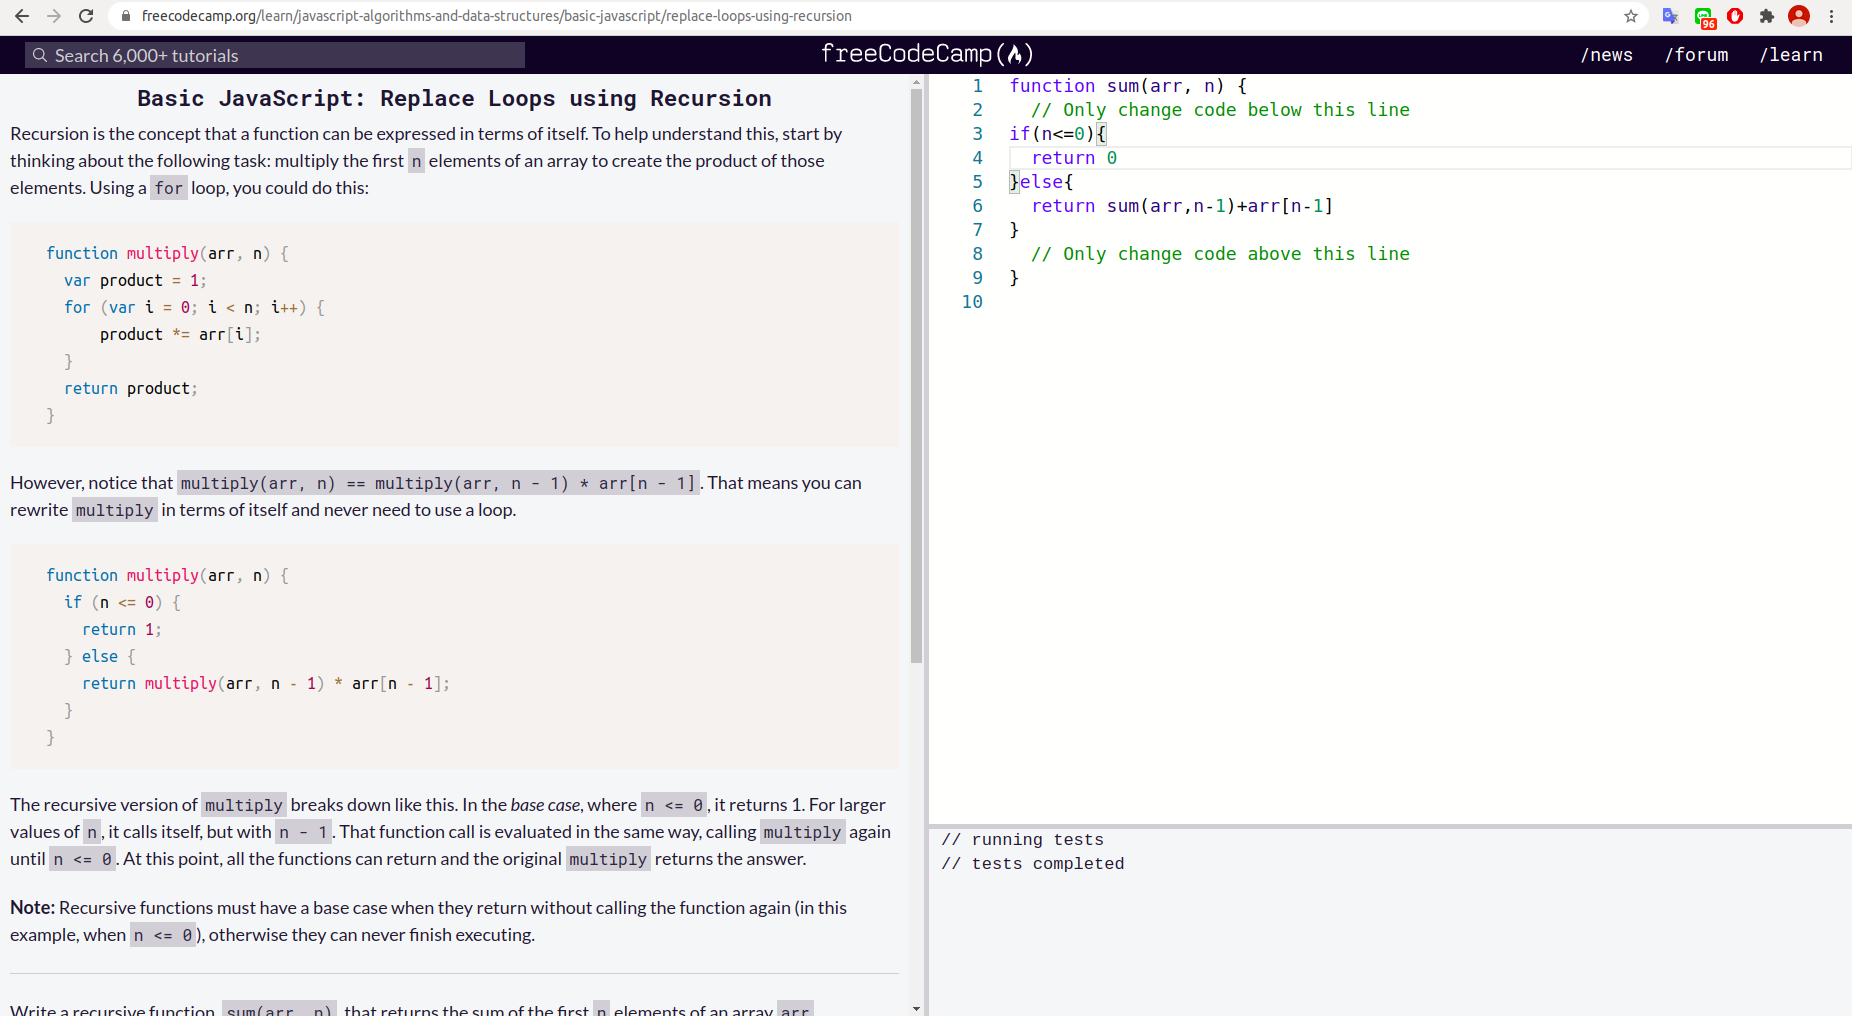 freecodecamp.org/learn/javascript-algorithms-and-data-structures/basic-javascript/replace-loops-using-recursion
96
Search 6,000+ tutorials
freeCodeCamp
/news /forum /learn
Basic JavaScript: Replace Loops using Recursion
Recursion is the concept that a function can be expressed in terms of itself. To help understand this, start by
thinking about the following task: multiply the first n elements of an array to create the product of those
elements. Using a for loop, you could do this:
function multiply(arr, n) {
  var product = 1;
  for (var i = 0; i < n; i++) {
      product *= arr[i];
  }
  return product;
}
However, notice that multiply(arr, n) == multiply(arr, n - 1) * arr[n - 1]. That means you can
rewrite multiply in terms of itself and never need to use a loop.
function multiply(arr, n) {
  if (n <= 0) {
    return 1;
  } else {
    return multiply(arr, n - 1) * arr[n - 1];
  }
}
The recursive version of multiply breaks down like this. In the base case, where n <= 0, it returns 1. For larger
values of n, it calls itself, but with n - 1. That function call is evaluated in the same way, calling multiply again
until n <= 0. At this point, all the functions can return and the original multiply returns the answer.
Note: Recursive functions must have a base case when they return without calling the function again (in this
example, when n <= 0), otherwise they can never finish executing.
Write a recursive function, sum(arr, n), that returns the sum of the first n elements of an array arr.
1 function sum(arr, n) {
2   // Only change code below this line
3 if(n<=0){
4   return 0
5 }else{
6   return sum(arr,n-1)+arr[n-1]
7 }
8   // Only change code above this line
9 }
10
// running tests
// tests completed